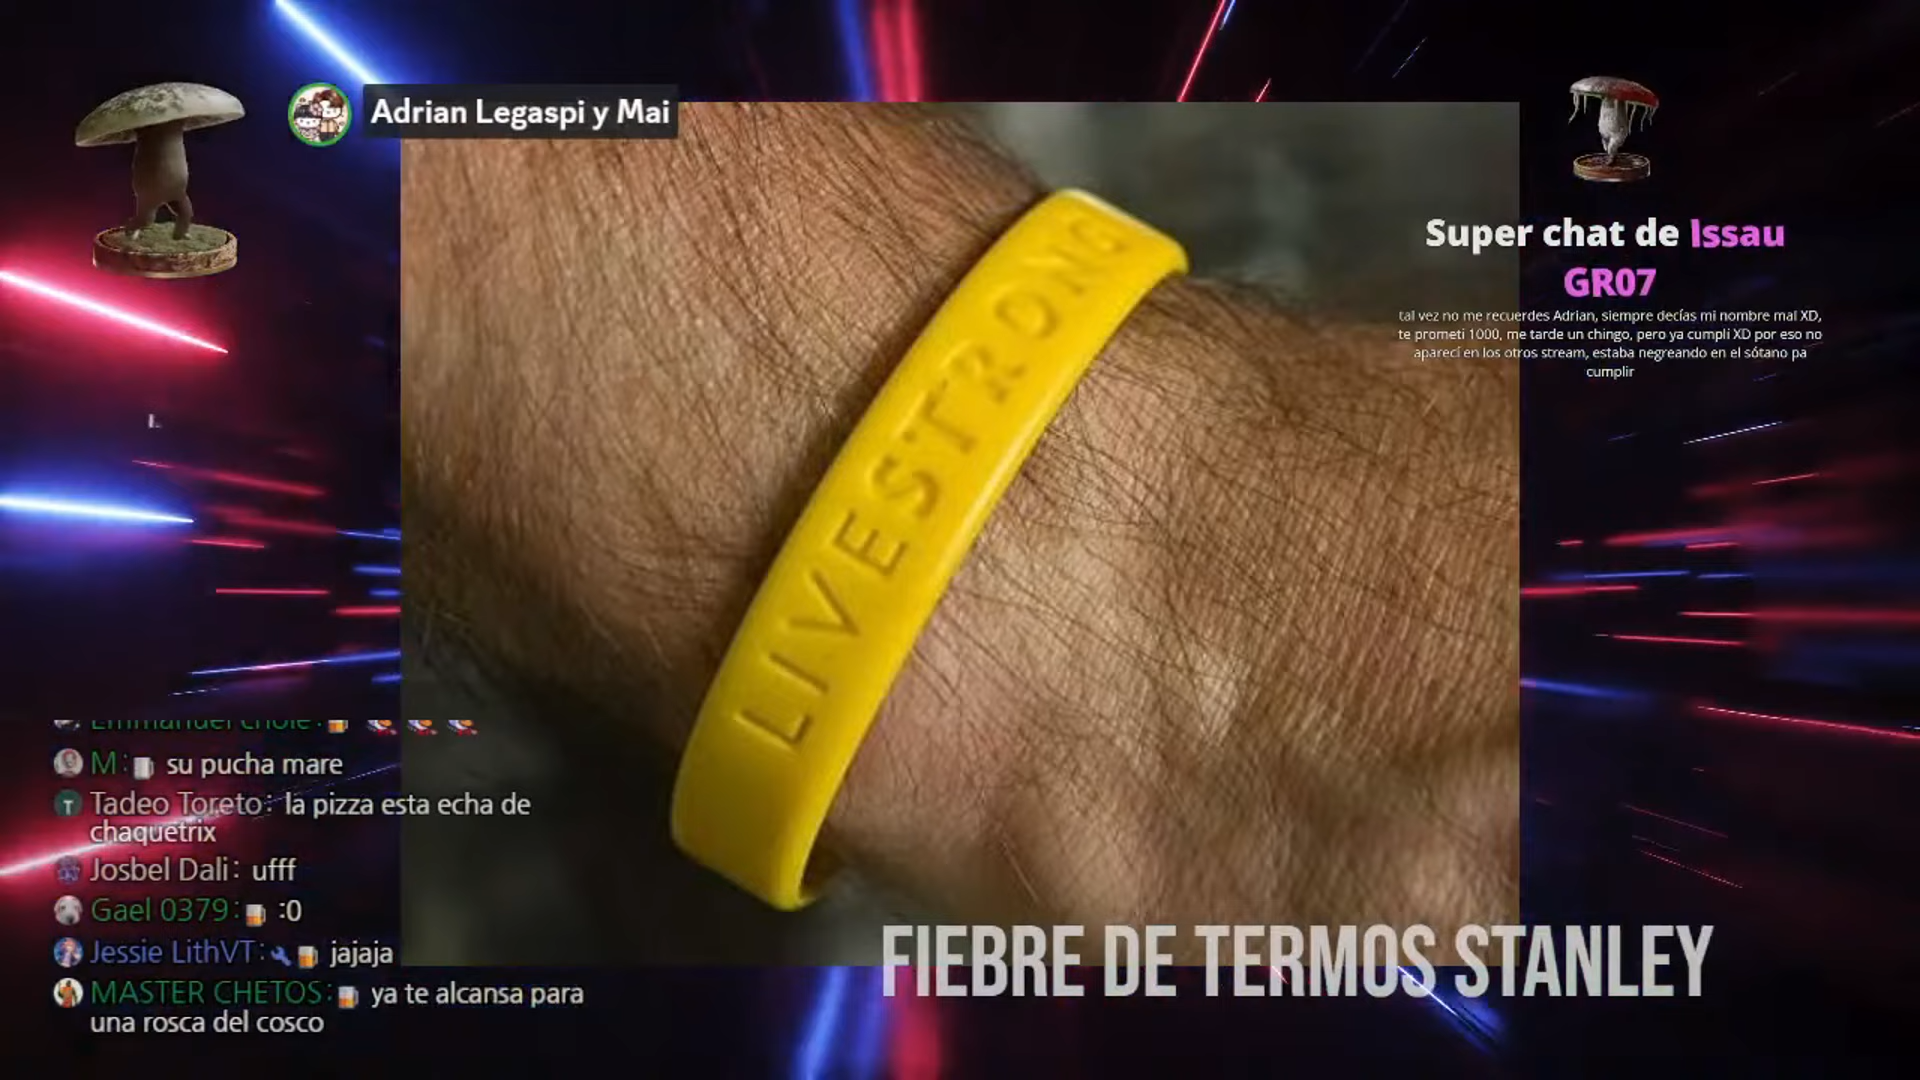 Adrian Legaspi y Mai
Super chat de Issau
GR07
tal vez no me recuerdes Adrian, siempre decías mi nombre mal XD,
te prometi 1000, me tarde un chingo, pero ya cumplí XD por eso no
aparecí en los otros stream, estaba negreando en el sótano pa
cumplir
LIVESTRONG
Emmanuel Chole:
M: su pucha mare
T Tadeo Toreto: la pizza esta echa de
chaquetrix
Josbel Dali: ufff
Gael 0379: :0
Jessie LithVT: jajaja
MASTER CHETOS: ya te alcansa para
una rosca del cosco
FIEBRE DE TERMOS STANLEY